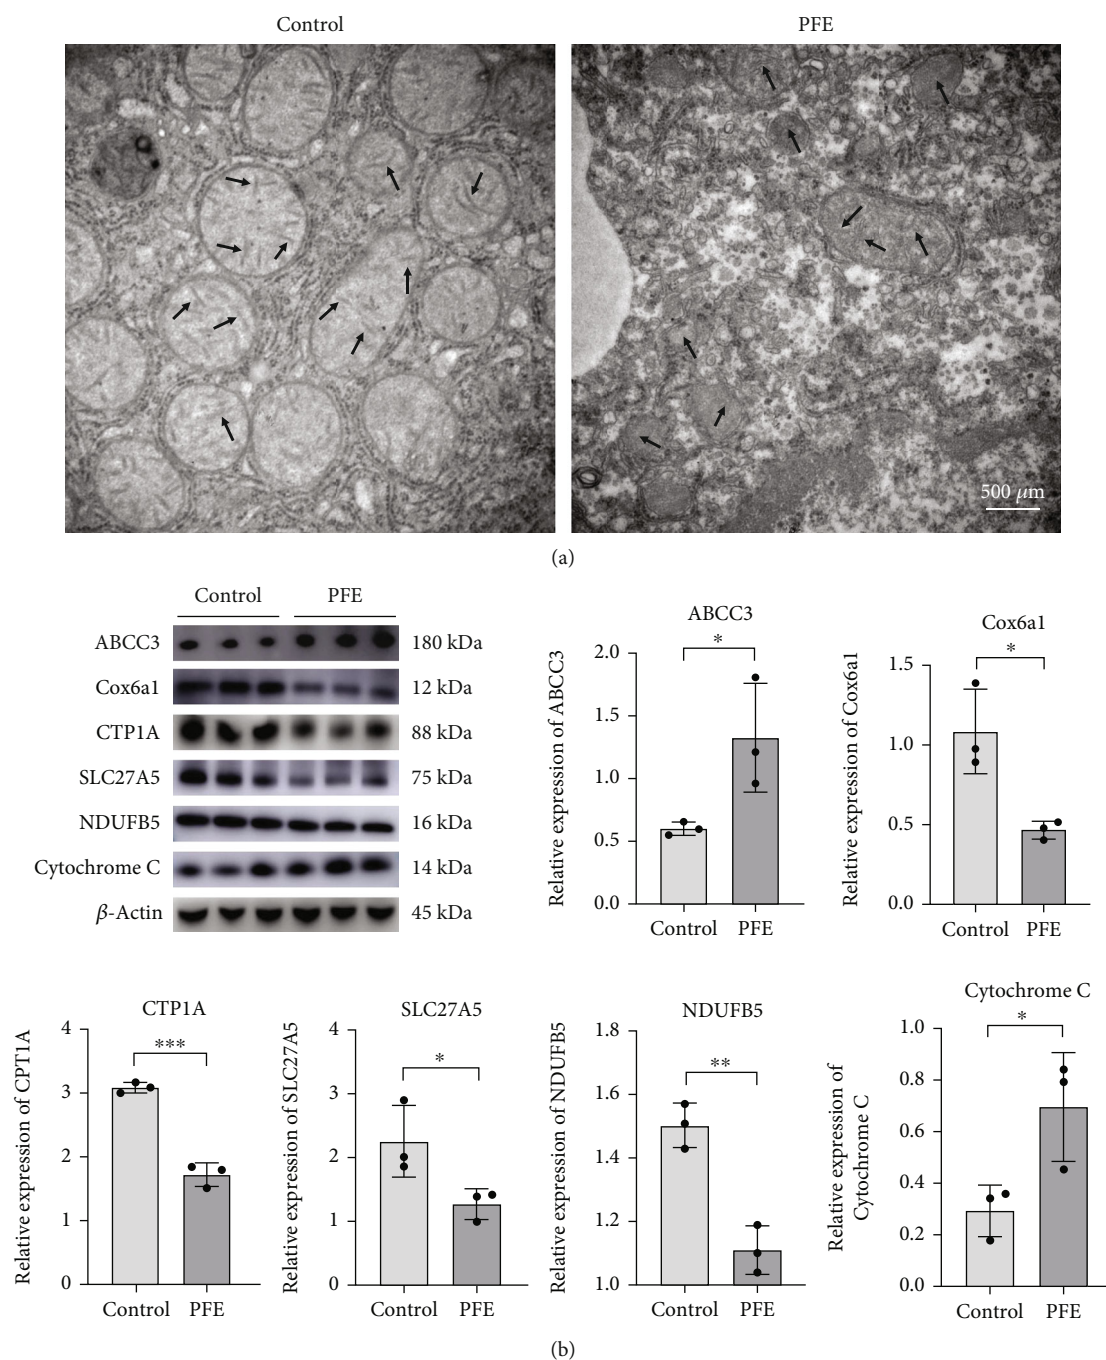 Control PFE
500 μm
(a)
Control PFE
ABCC3 180 kDa
Cox6a1 12 kDa
CTP1A 88 kDa
SLC27A5 75 kDa
NDUFB5 16 kDa
Cytochrome C 14 kDa
β-Actin 45 kDa
ABCC3
*
Relative expression of ABCC3
2.0
1.5
1.0
0.5
0.0
Control PFE
Cox6a1
*
Relative expression of Cox6a1
1.5
1.0
0.5
0.0
Control PFE
CTP1A
***
Relative expression of CPT1A
4
3
2
1
0
Control PFE
SLC27A5
*
Relative expression of SLC27A5
4
3
2
1
0
Control PFE
NDUFB5
**
Relative expression of NDUFB5
1.8
1.6
1.4
1.2
1.0
Control PFE
Cytochrome C
*
Relative expression of
Cytochrome C
1.0
0.8
0.6
0.4
0.2
0.0
Control PFE
(b)